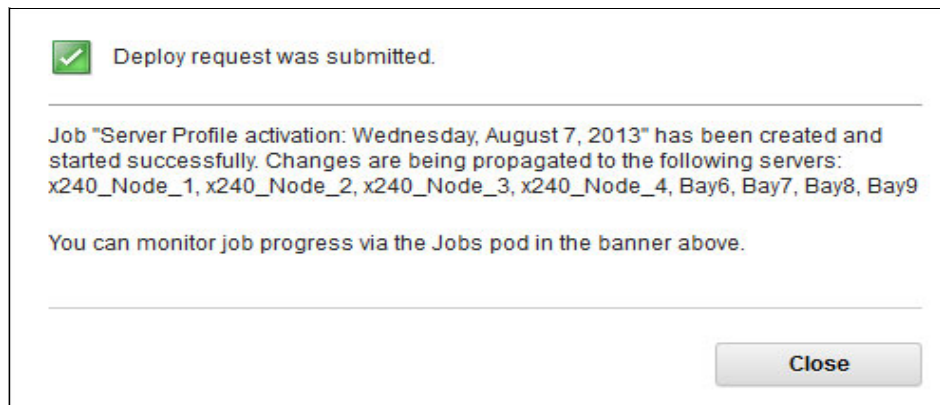 Deploy request was submitted.
Job "Server Profile activation: Wednesday, August 7, 2013" has been created and
started successfully. Changes are being propagated to the following servers:
x240_Node_1, x240_Node_2, x240_Node_3, x240_Node_4, Bay6, Bay7, Bay8, Bay9
You can monitor job progress via the Jobs pod in the banner above.
Close